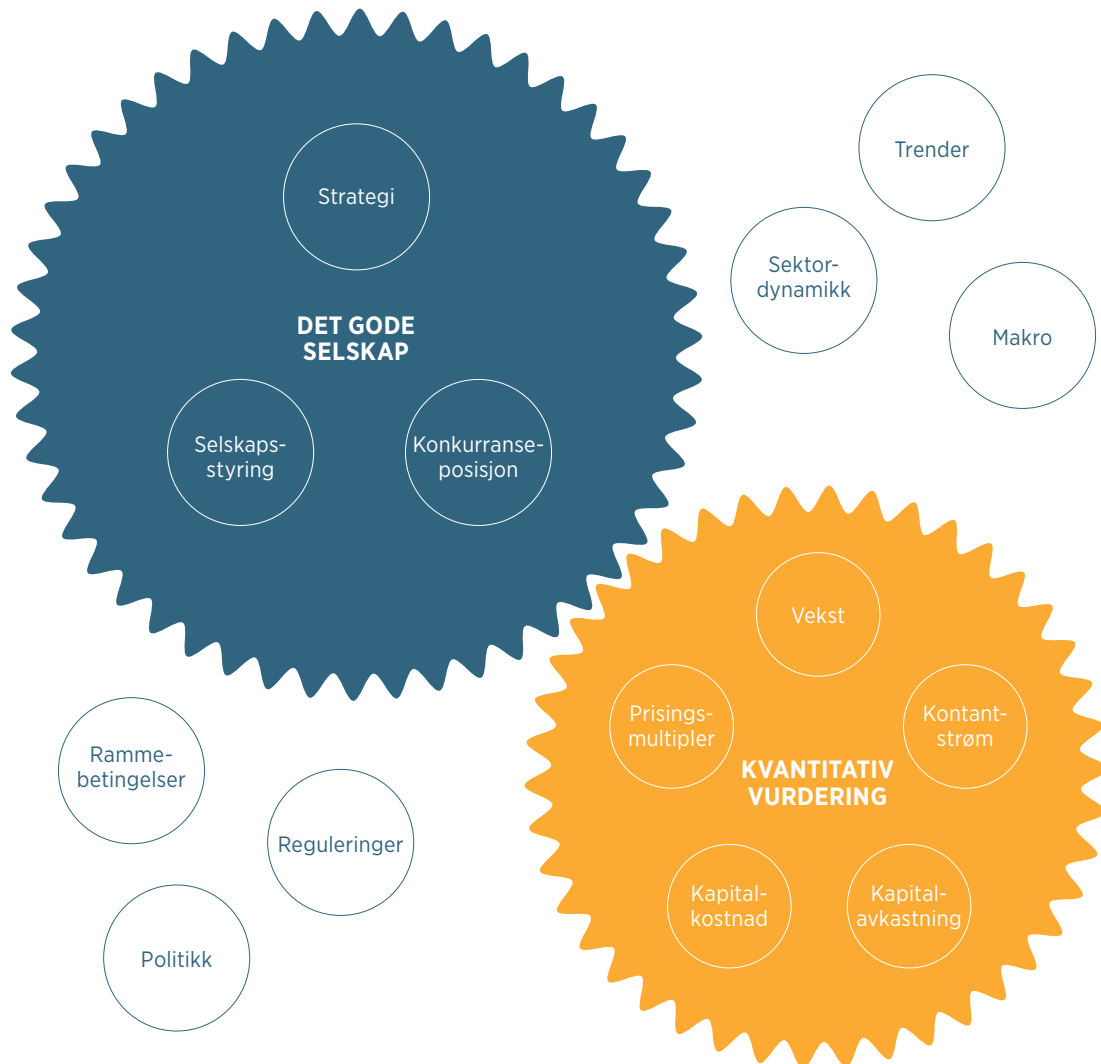 Strategi
DET GODE
SELSKAP
Selskaps-
styring
Konkurranse-
posisjon
Trender
Sektor-
dynamikk
Makro
Vekst
Prisings-
multipler
Kontant-
strøm
KVANTITATIV
VURDERING
Kapital-
kostnad
Kapital-
avkastning
Ramme-
betingelser
Reguleringer
Politikk